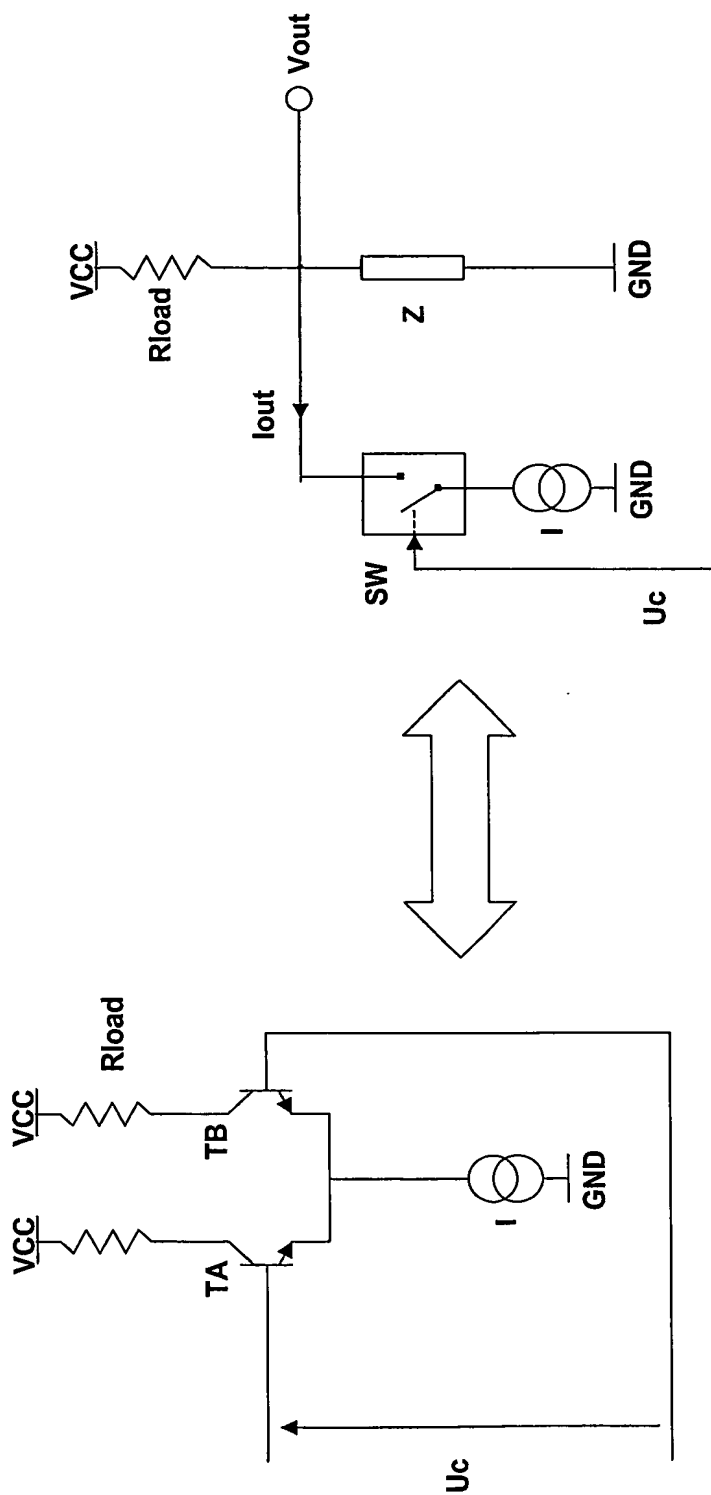 VCC
VCC
Rload
TA
TB
I
GND
Uc
VCC
Rload
Vout
Iout
Z
SW
I
GND
GND
Uc